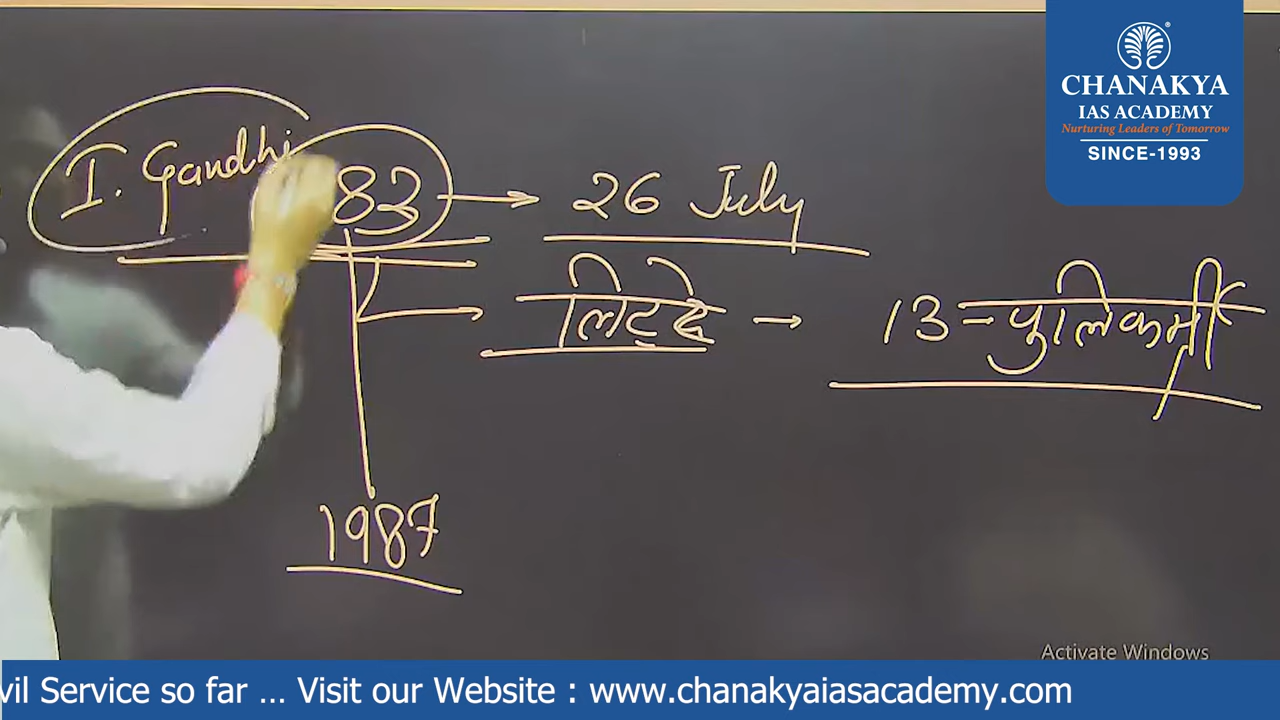 CHANAKYA
IAS ACADEMY
Nurturing Leaders of Tomorrow
SINCE-1993
I. Gandhi
83 → 26 July
लिट्टे → 13 - पुलिकर्मी
1987
Activate Windows
vil Service so far ... Visit our Website : www.chanakyaiasacademy.com